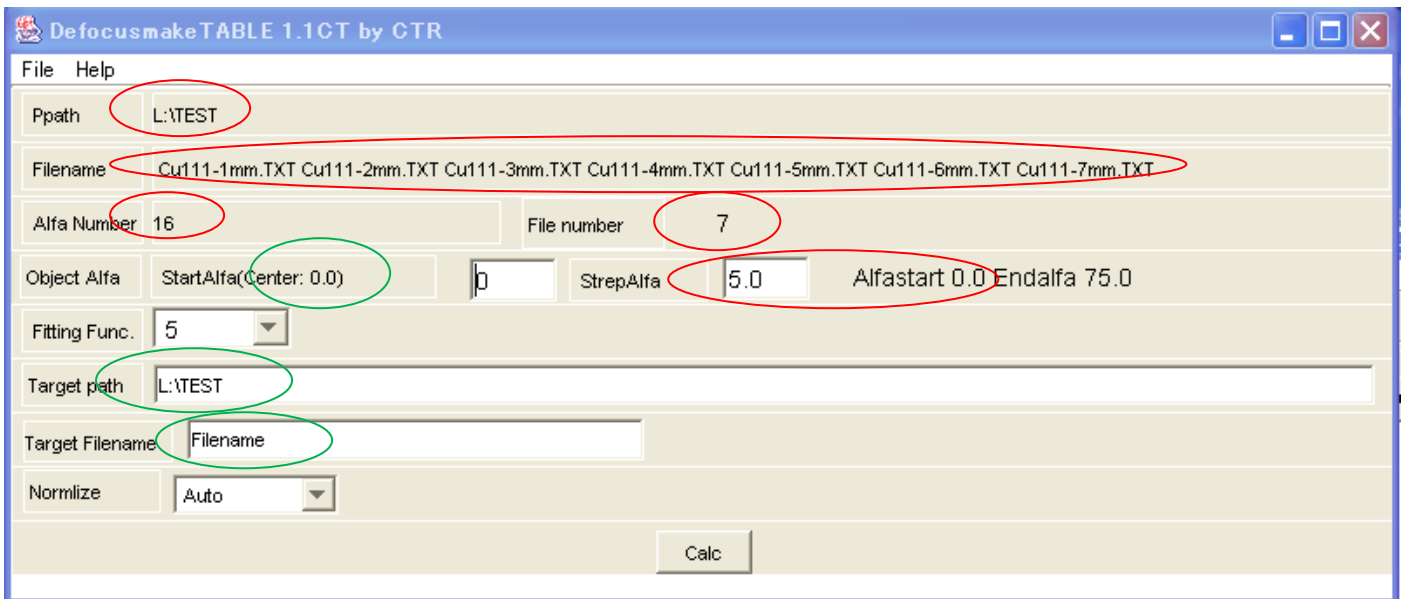 DefocusmakeTABLE 1.1CT by CTR
File Help
Ppath L:\TEST
Filename Cu111-1mm.TXT Cu111-2mm.TXT Cu111-3mm.TXT Cu111-4mm.TXT Cu111-5mm.TXT Cu111-6mm.TXT Cu111-7mm.TXT
Alfa Number 16 File number 7
Object Alfa StartAlfa(Center: 0.0) 0 StrepAlfa 5.0 Alfastart 0.0 Endalfa 75.0
Fitting Func. 5
Target path L:\TEST
Target Filename Filename
Normlize Auto
Calc